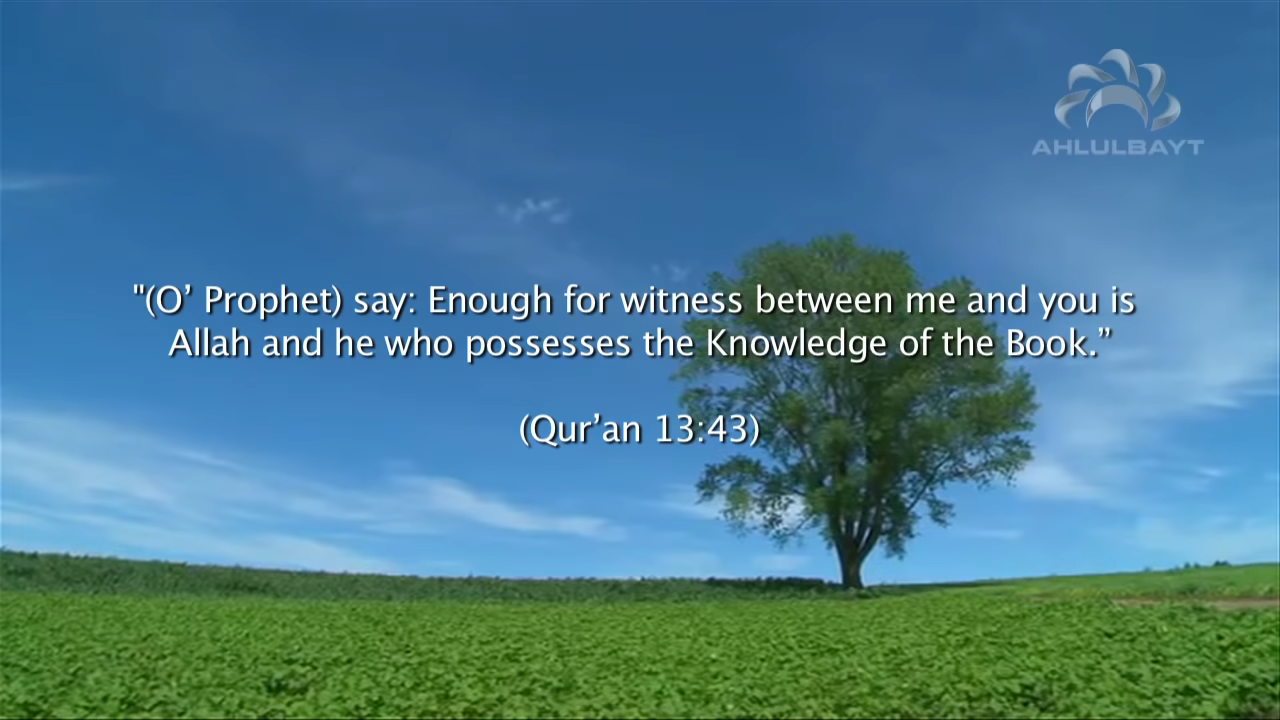 AHLULBAYT
"(O’ Prophet) say: Enough for witness between me and you is
Allah and he who possesses the Knowledge of the Book.”
(Qur’an 13:43)